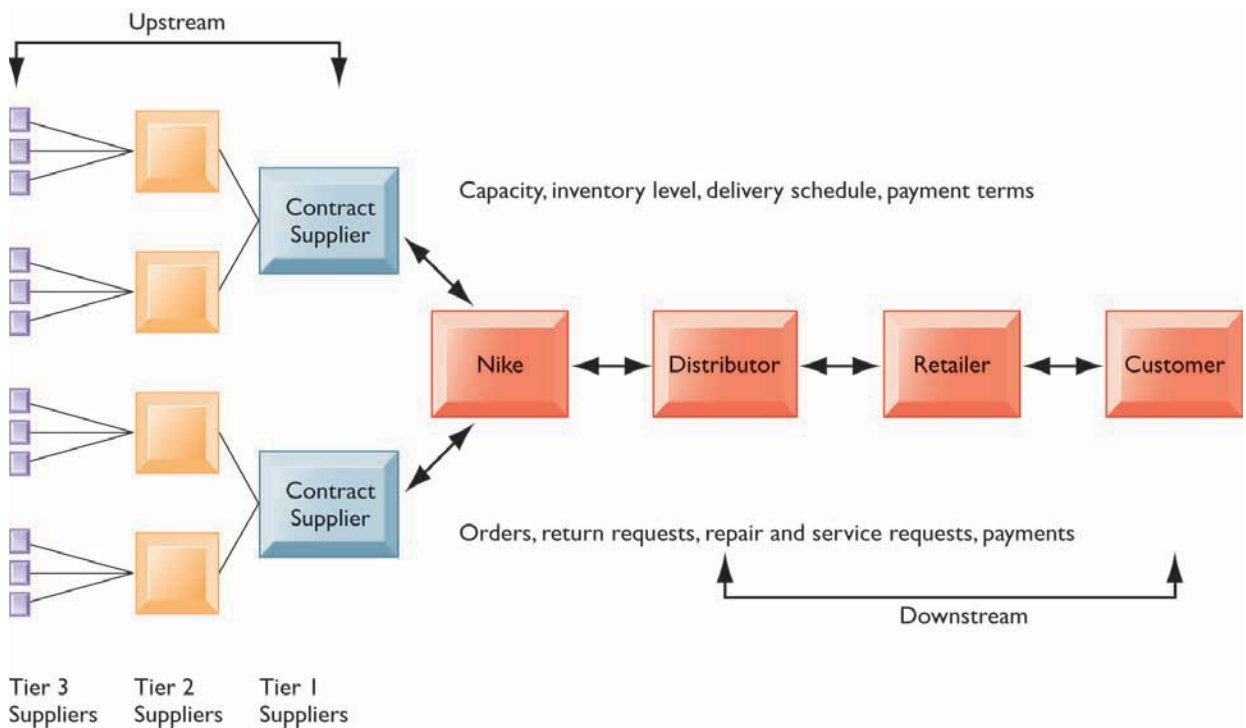 Upstream
Capacity, inventory level, delivery schedule, payment terms
Contract
Supplier
Nike
Distributor
Retailer
Customer
Contract
Supplier
Orders, return requests, repair and service requests, payments
Downstream
Tier 3
Suppliers
Tier 2
Suppliers
Tier 1
Suppliers